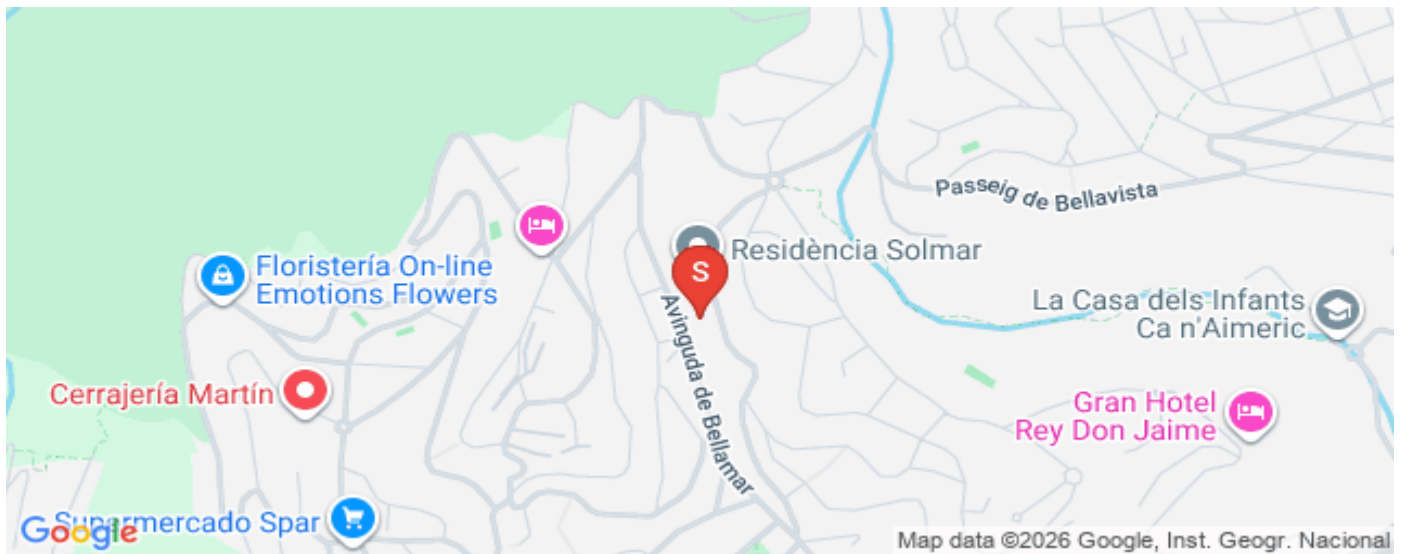 Passeig de Bellavista
Residència Solmar
S
Floristería On-line
Emotions Flowers
Avinguda de Bellamar
La Casa dels Infants
Ca n'Aimeric
Cerrajería Martín
Gran Hotel
Rey Don Jaime
Supermercado Spar
Google
Map data ©2026 Google, Inst. Geogr. Nacional